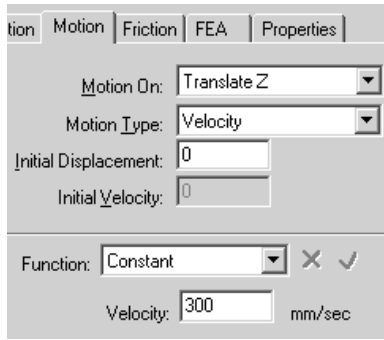 tion Motion Friction FEA Properties
Motion On: Translate Z
Motion Type: Velocity
Initial Displacement: 0
Initial Velocity: 0
Function: Constant
Velocity: 300 mm/sec